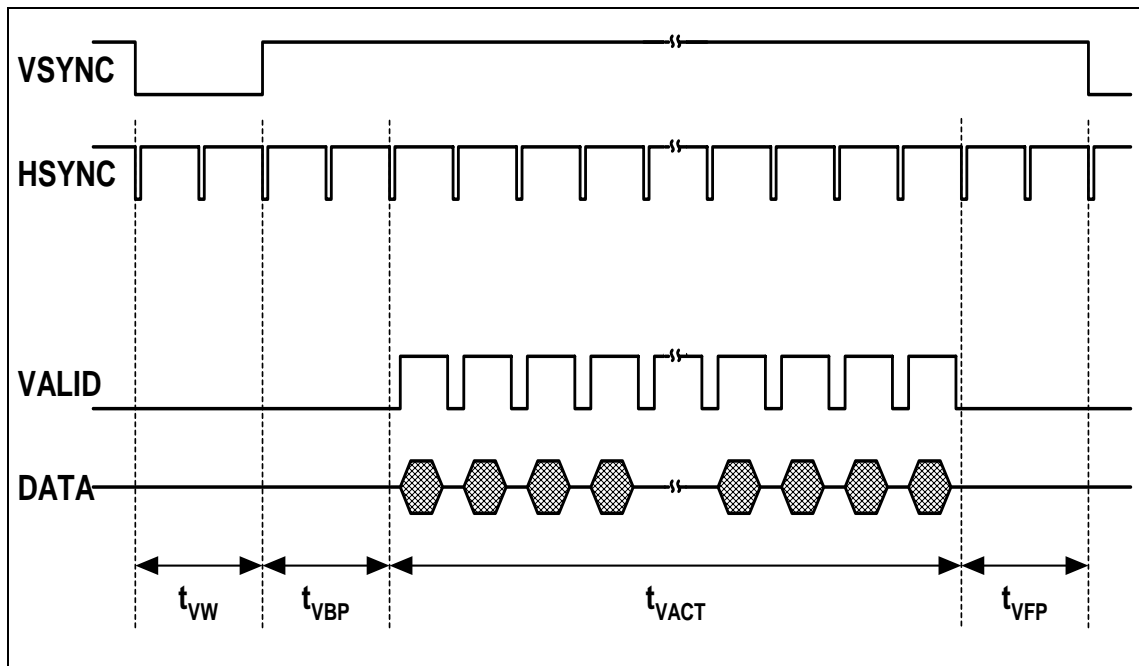 VSYNC
HSYNC
VALID
DATA
tVW tVBP tVACT tVFP